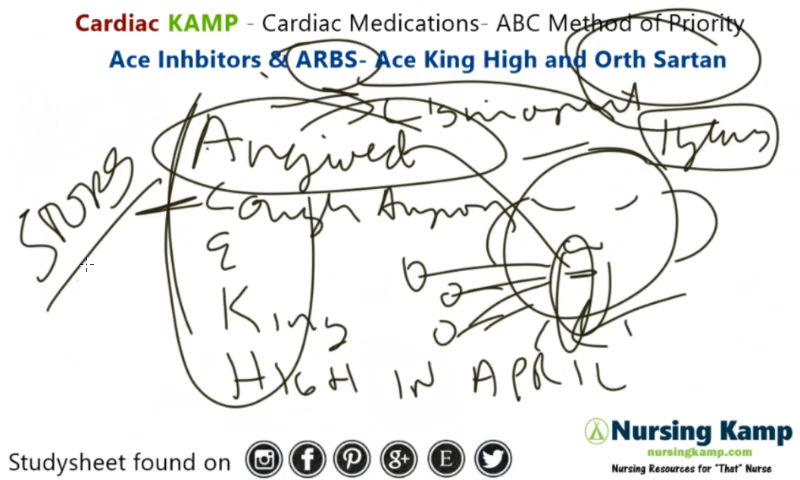 Cardiac KAMP - Cardiac Medications- ABC Method of Priority
Ace Inhbitors & ARBS- Ace King High and Orth Sartan
Cough
E
King
HIGH IN APRIL
Studysheet found on
Nursing Kamp
nursingkamp.com
Nursing Resources for "That" Nurse